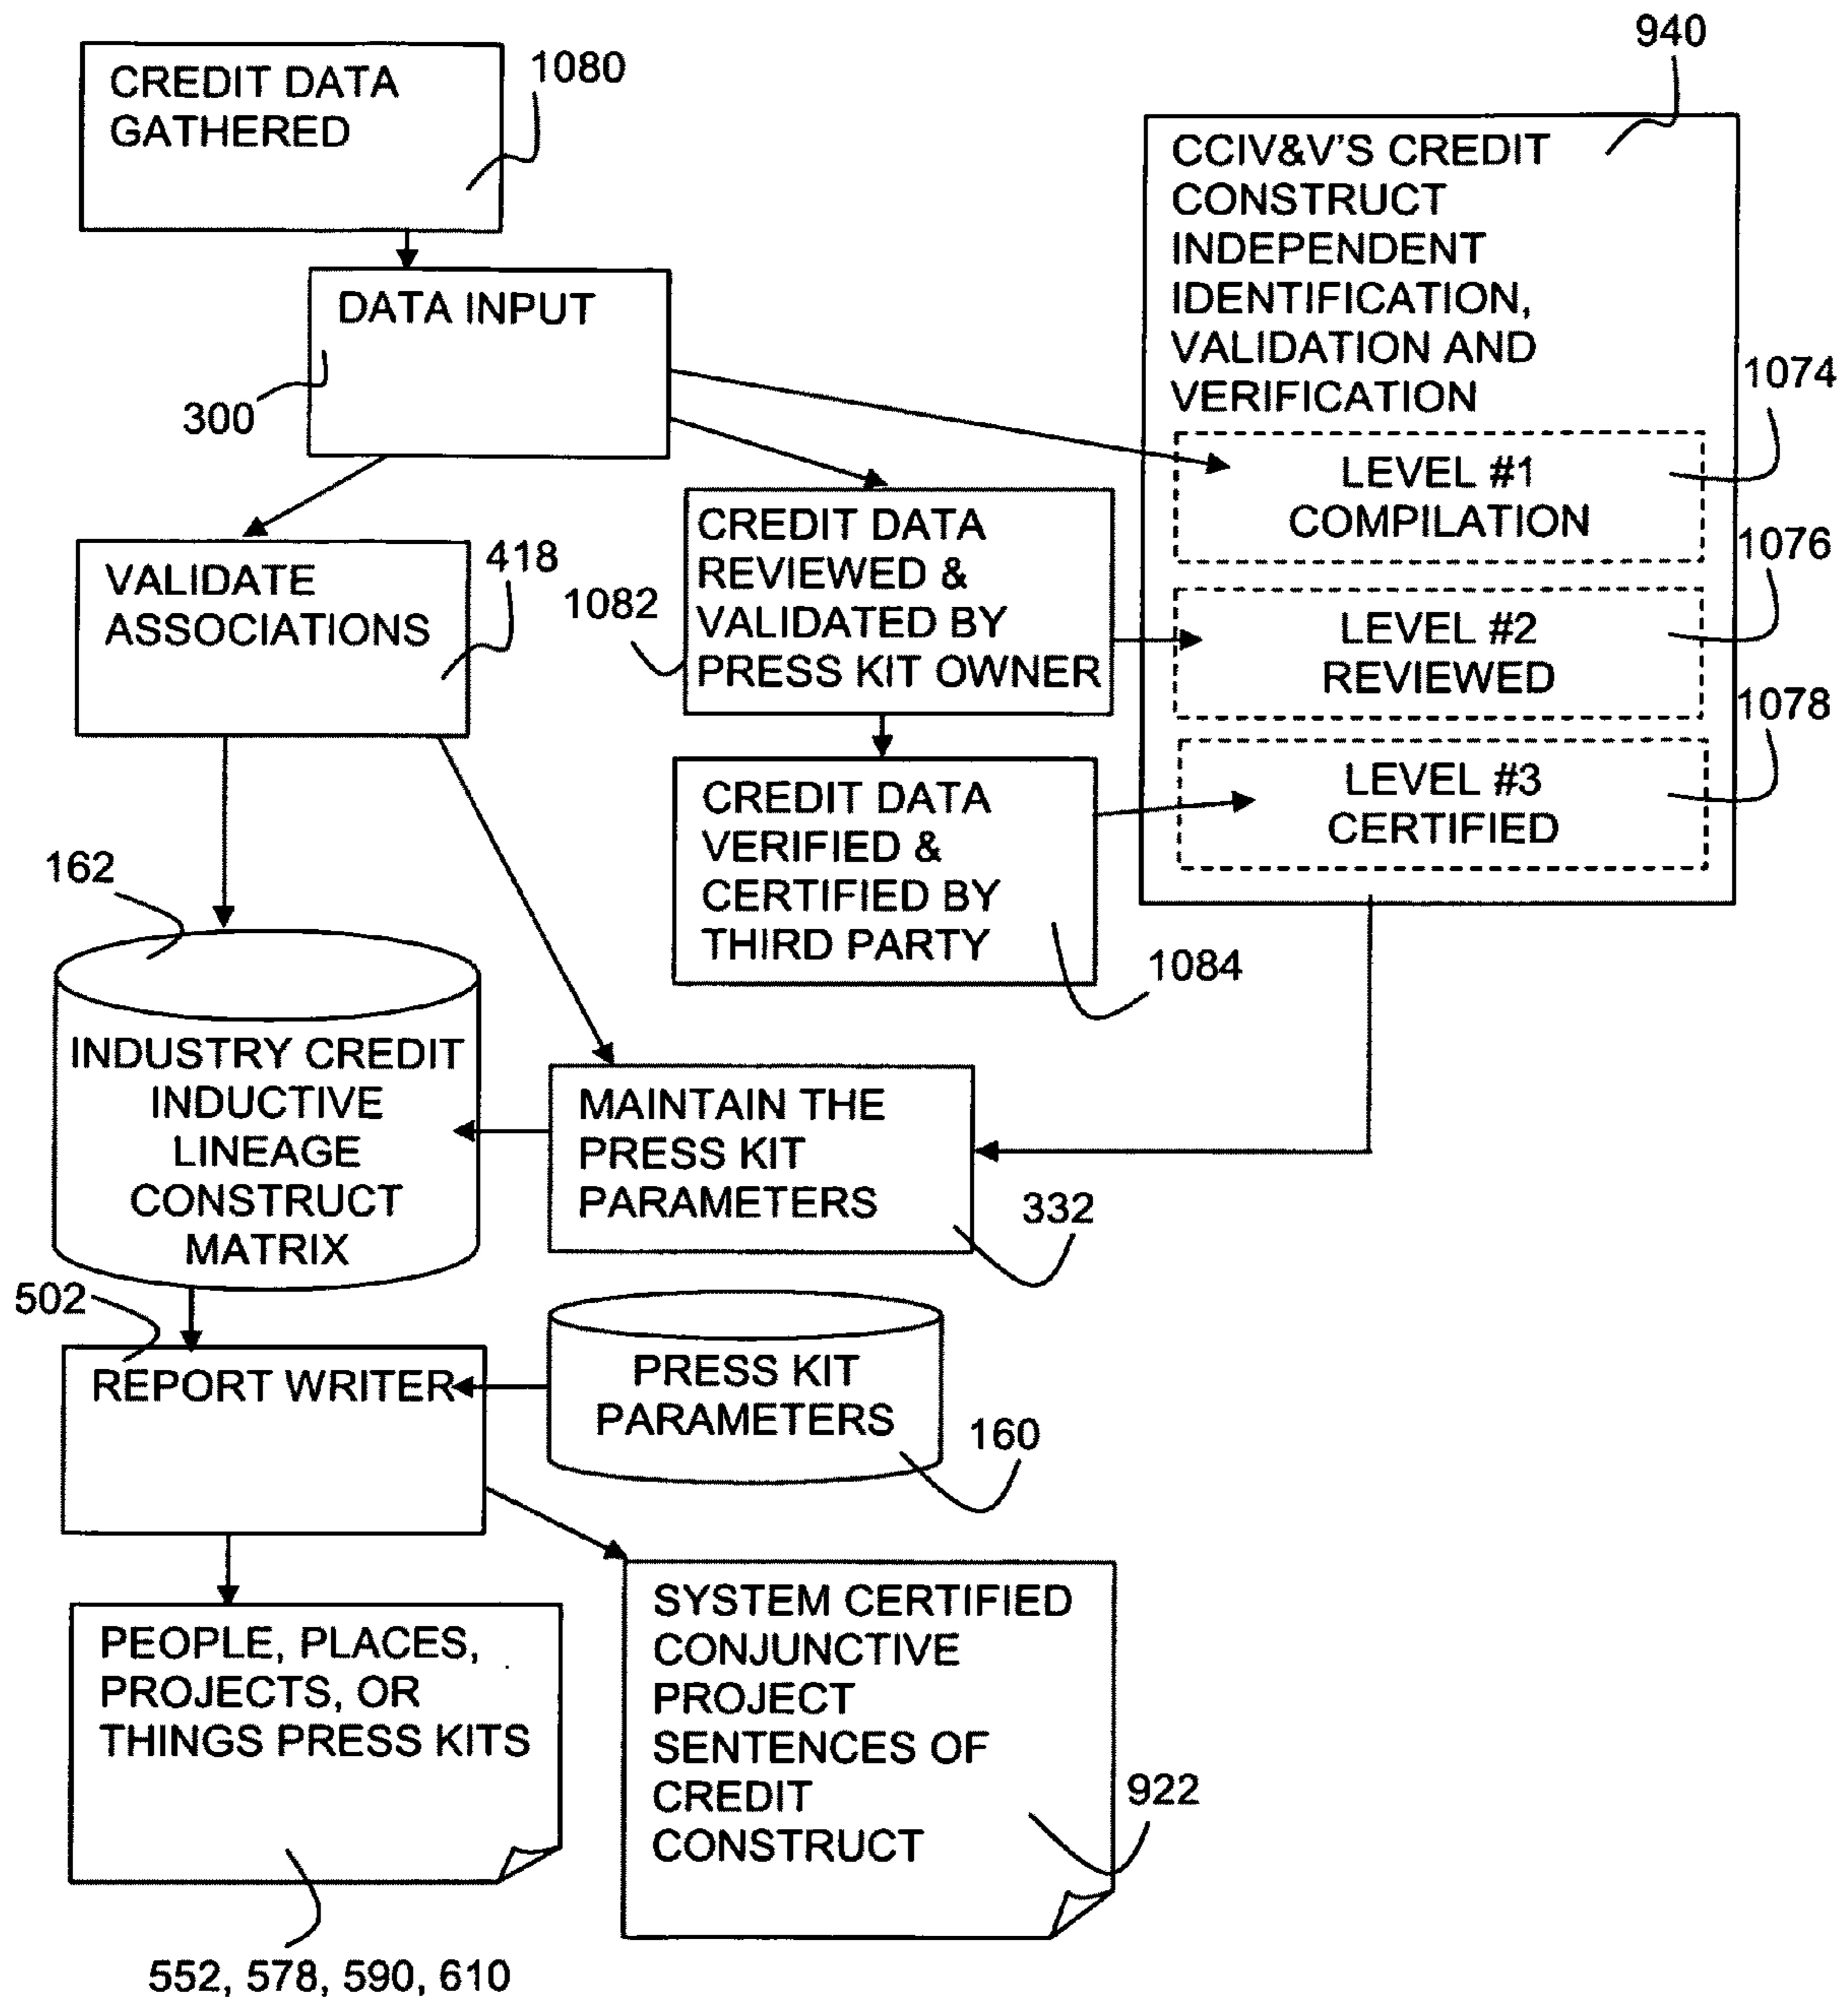 940
CREDIT DATA
GATHERED
1080
CCIV&V'S CREDIT
CONSTRUCT
INDEPENDENT
IDENTIFICATION,
VALIDATION AND
VERIFICATION
DATA INPUT
300
1074
LEVEL #1
COMPILATION
1076
LEVEL #2
REVIEWED
1078
LEVEL #3
CERTIFIED
CREDIT DATA
REVIEWED &
VALIDATED BY
PRESS KIT OWNER
1082
VALIDATE
ASSOCIATIONS
418
CREDIT DATA
VERIFIED &
CERTIFIED BY
THIRD PARTY
1084
162
INDUSTRY CREDIT
INDUCTIVE
LINEAGE
CONSTRUCT
MATRIX
MAINTAIN THE
PRESS KIT
PARAMETERS
332
502
REPORT WRITER
PRESS KIT
PARAMETERS
160
PEOPLE, PLACES,
PROJECTS, OR
THINGS PRESS KITS
552, 578, 590, 610
SYSTEM CERTIFIED
CONJUNCTIVE
PROJECT
SENTENCES OF
CREDIT
CONSTRUCT
922